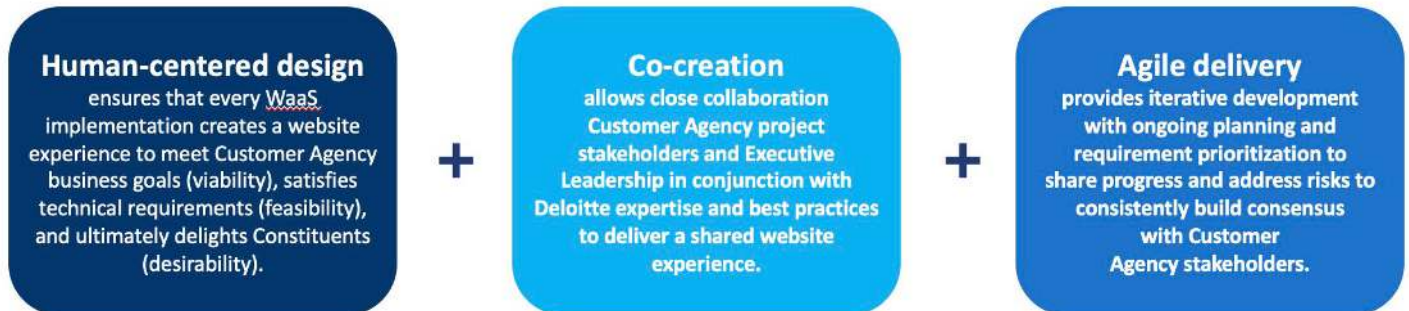 Human-centered design
ensures that every WaaS
implementation creates a website
experience to meet Customer Agency
business goals (viability), satisfies
technical requirements (feasibility),
and ultimately delights Constituents
(desirability).
+
Co-creation
allows close collaboration
Customer Agency project
stakeholders and Executive
Leadership in conjunction with
Deloitte expertise and best practices
to deliver a shared website
experience.
+
Agile delivery
provides iterative development
with ongoing planning and
requirement prioritization to
share progress and address risks to
consistently build consensus
with Customer
Agency stakeholders.